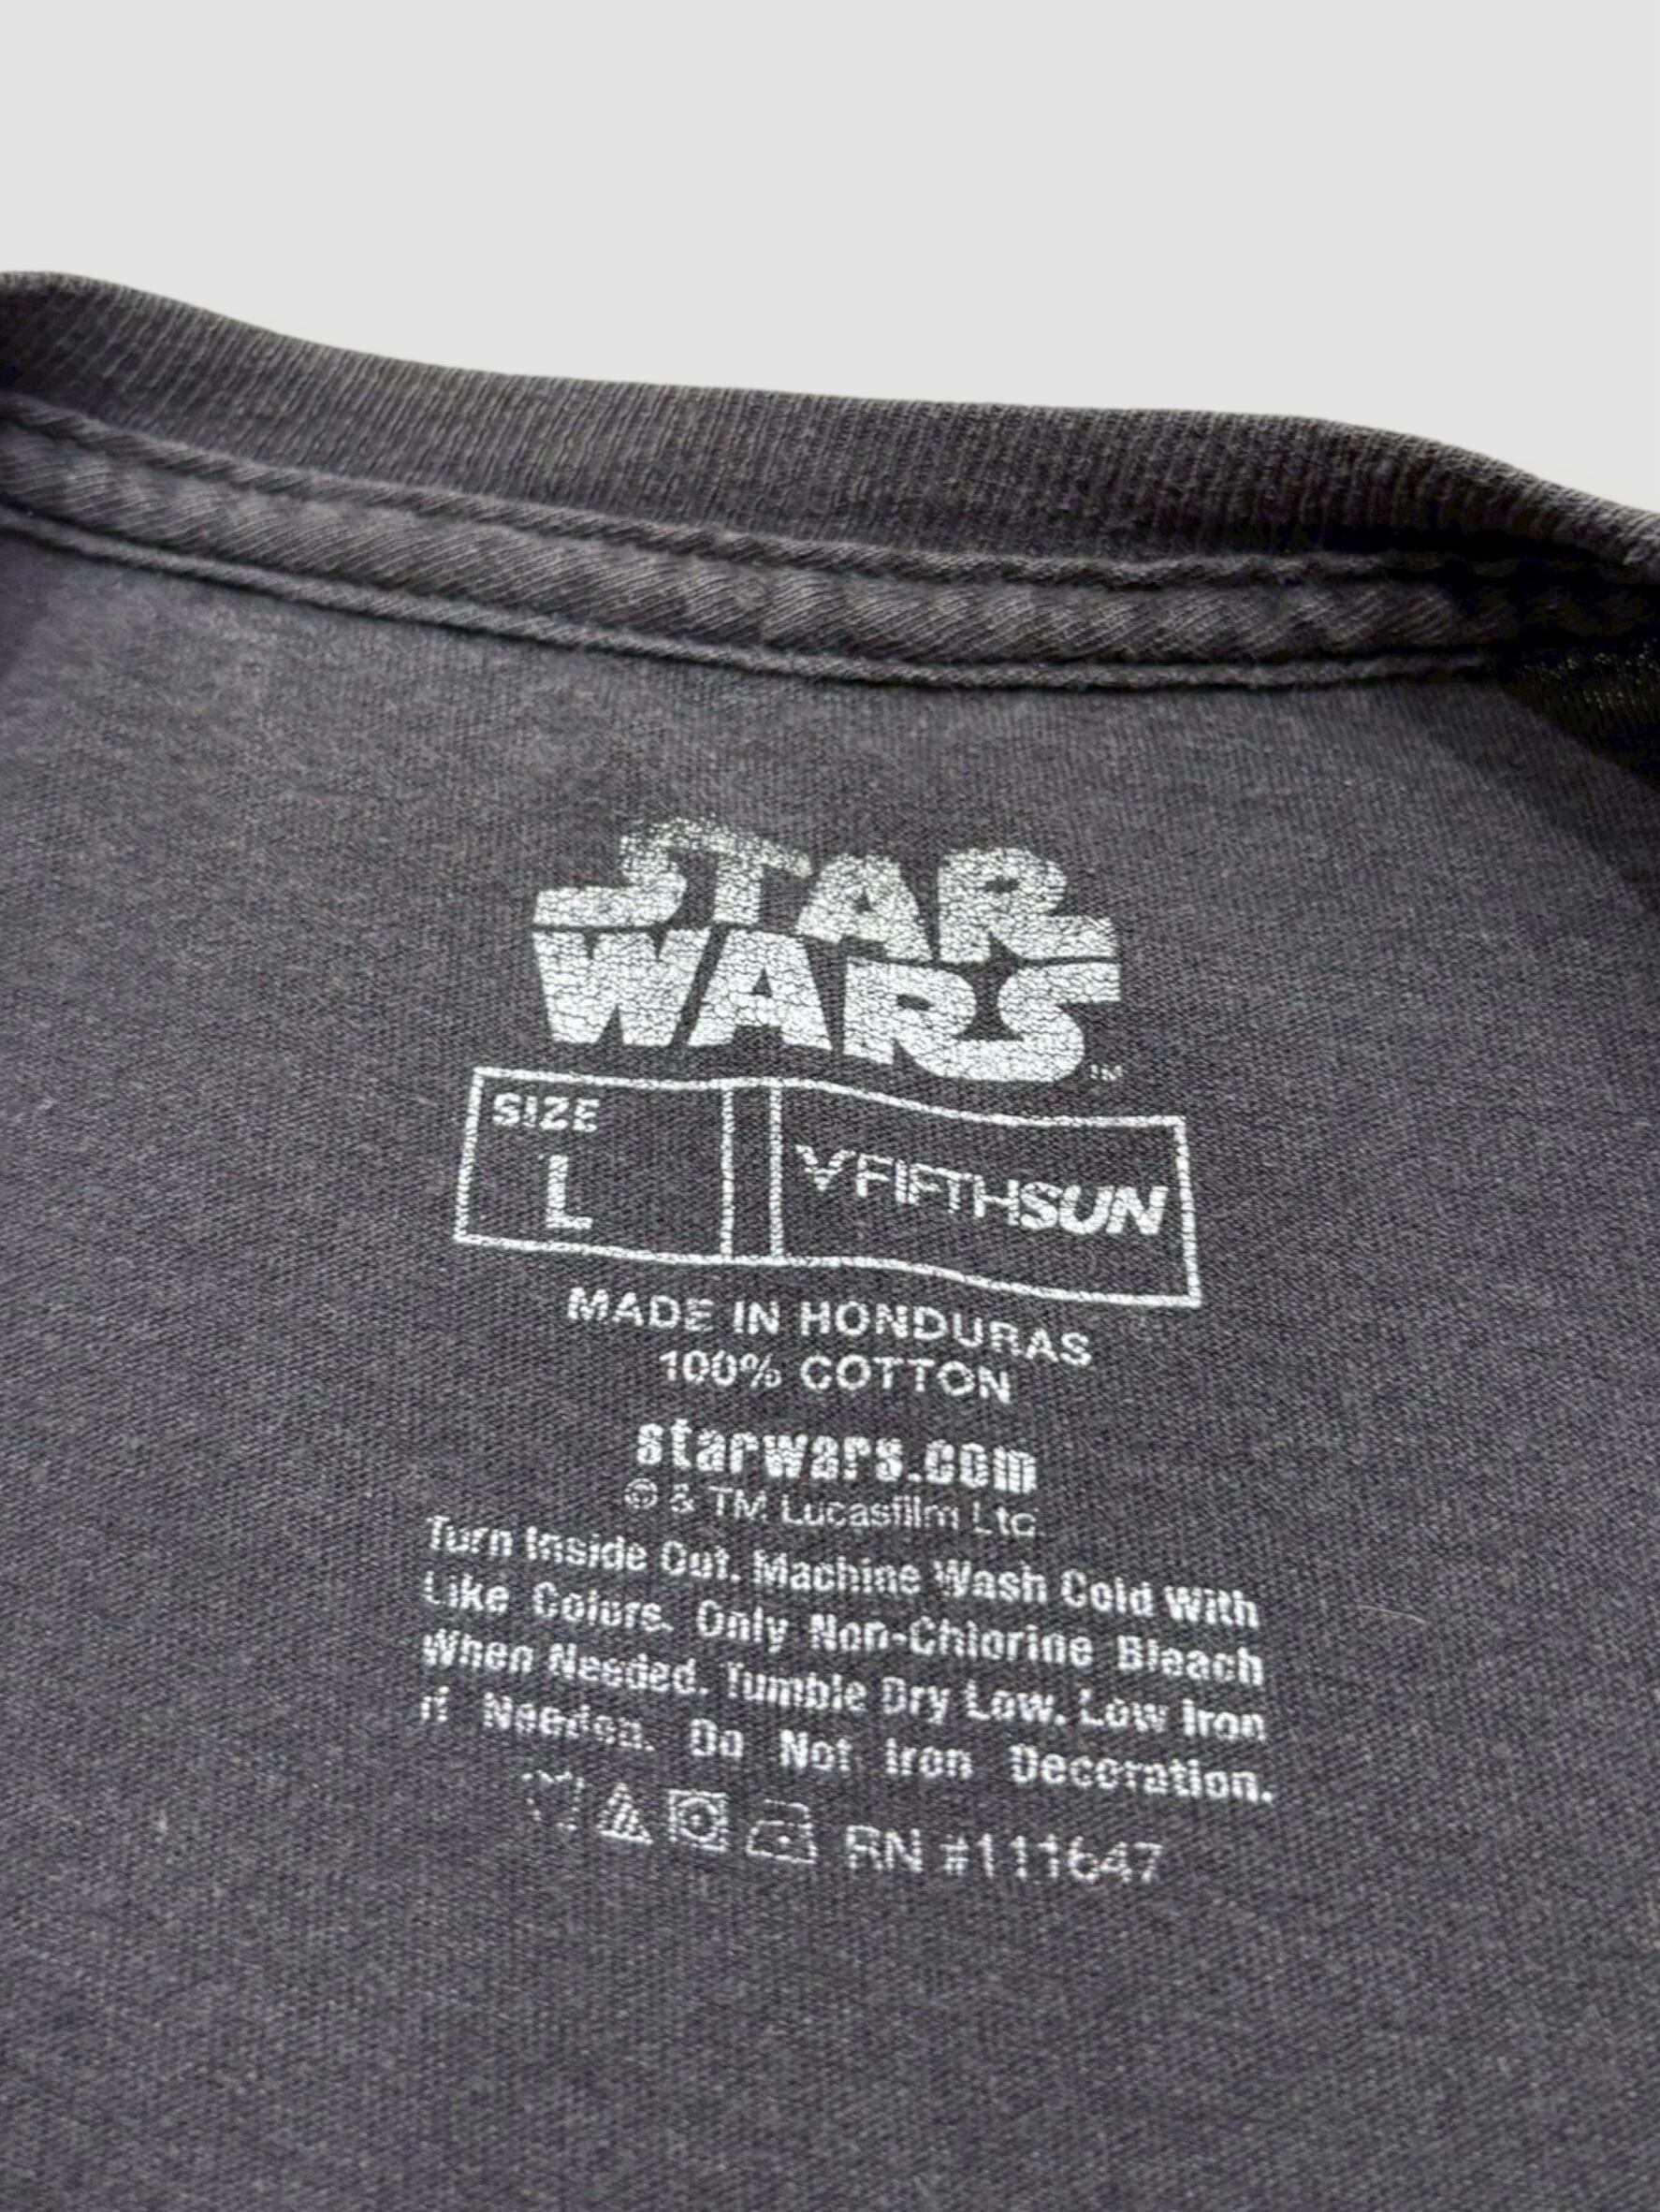 STAR
WARS
TM
SIZE
L
FIFTHSUN
MADE IN HONDURAS
100% COTTON
starwars.com
© & TM Lucasfilm Ltd.
Turn Inside Out. Machine Wash Cold With
Like Colors. Only Non-Chlorine Bleach
When Needed. Tumble Dry Low. Low Iron
if Needed. Do Not Iron Decoration.
RN #111647